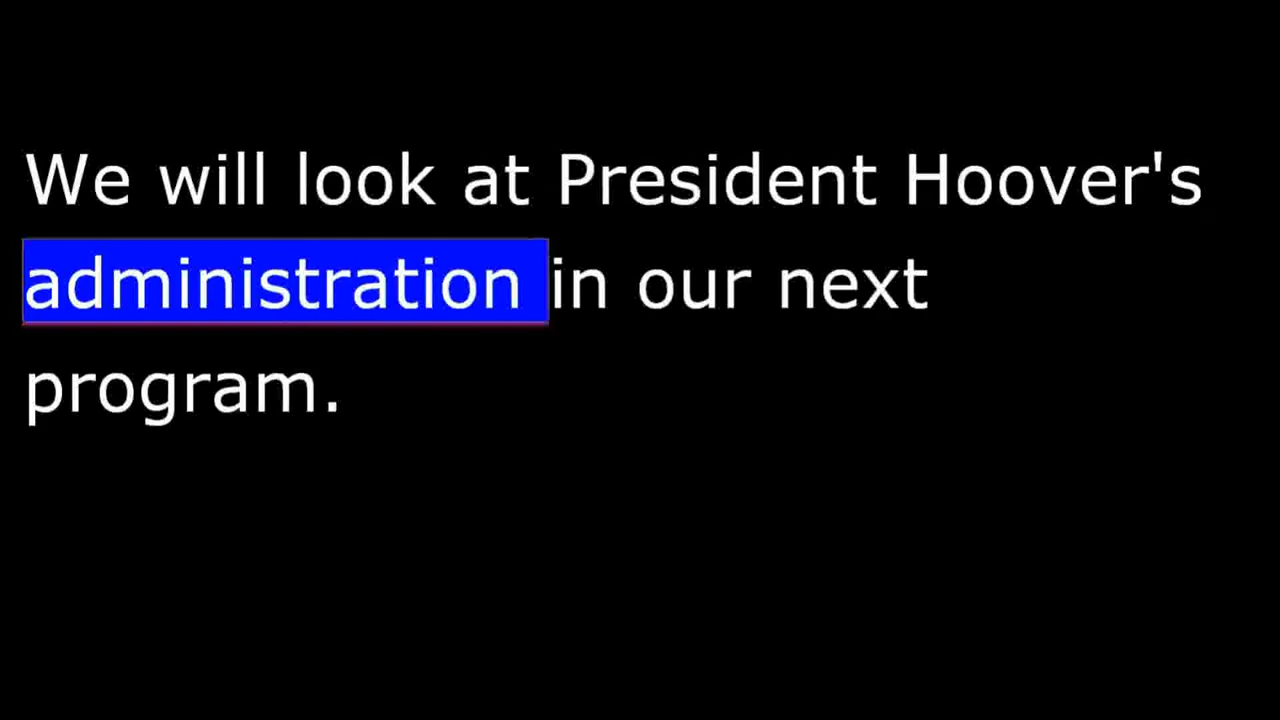 We will look at President Hoover's
administration in our next
program.